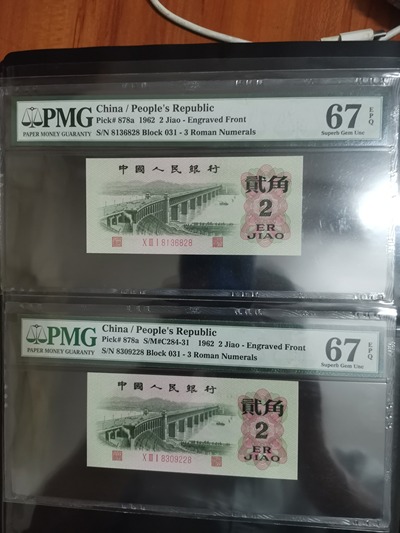 PMG
PAPER MONEY GUARANTY
China / People's Republic
Pick# 878a 1962 2 Jiao - Engraved Front
S/N 8136828 Block 031 - 3 Roman Numerals
67 EPQ
Superb Gem Unc
中國人民銀行
貳角
2
ER
JIAO
X III I 8136828
PMG
PAPER MONEY GUARANTY
China / People's Republic
Pick# 878a S/M#C284-31 1962 2 Jiao - Engraved Front
S/N 8309228 Block 031 - 3 Roman Numerals
67 EPQ
Superb Gem Unc
中國人民銀行
貳角
2
ER
JIAO
X III I 8309228